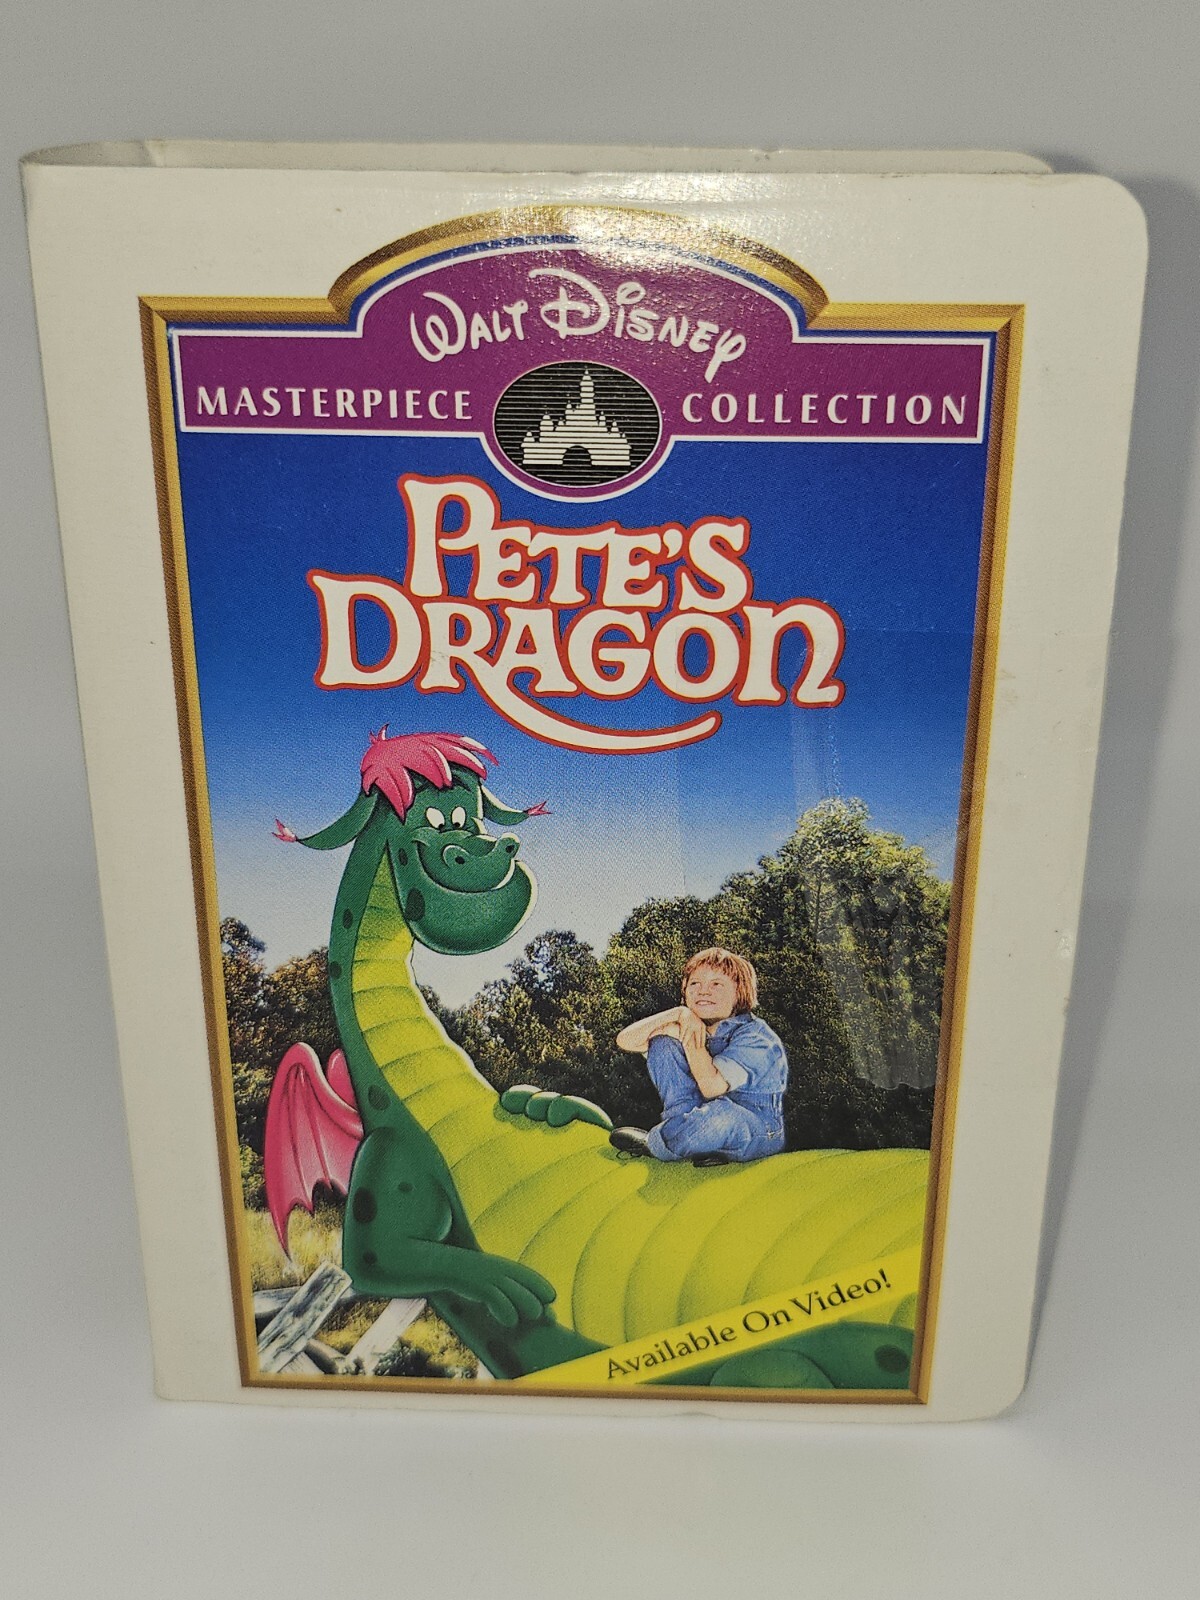 WALT DISNEY
MASTERPIECE COLLECTION
PETE'S
DRAGON
Available On Video!